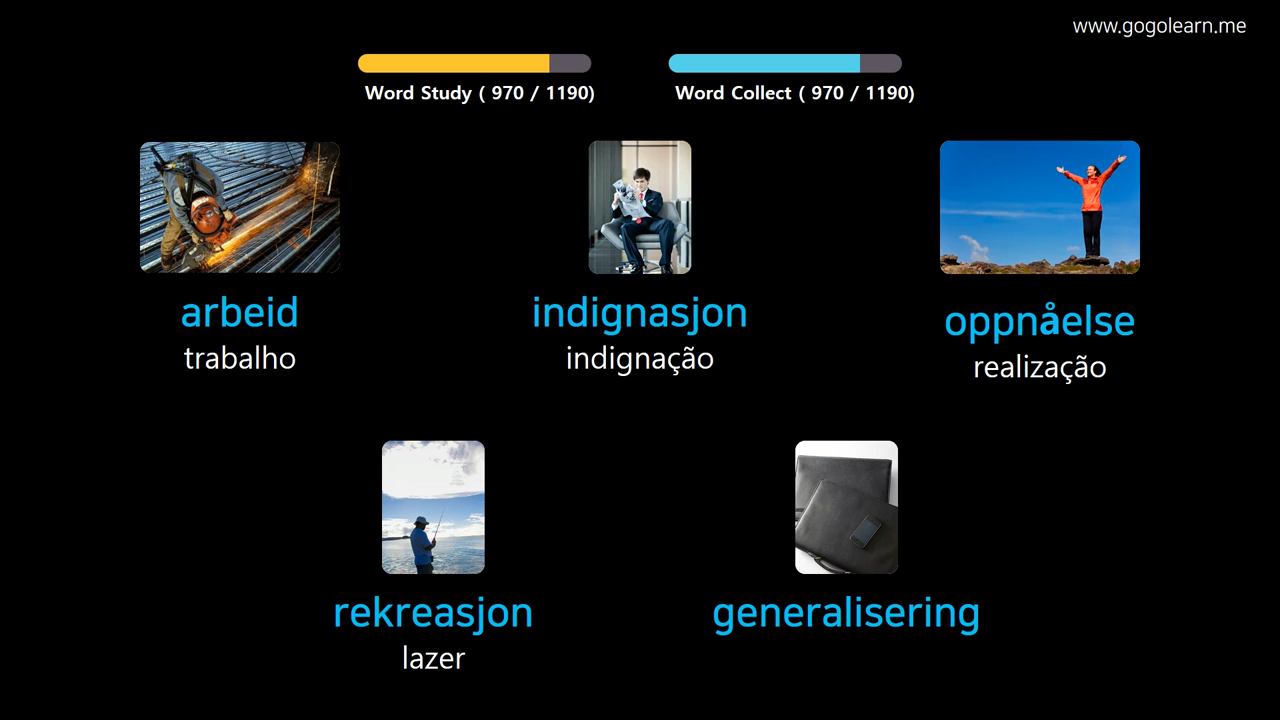 www.gogolearn.me
Word Study ( 970 / 1190)
Word Collect ( 970 / 1190)
arbeid
trabalho
indignasjon
indignação
oppnåelse
realização
rekreasjon
lazer
generalisering